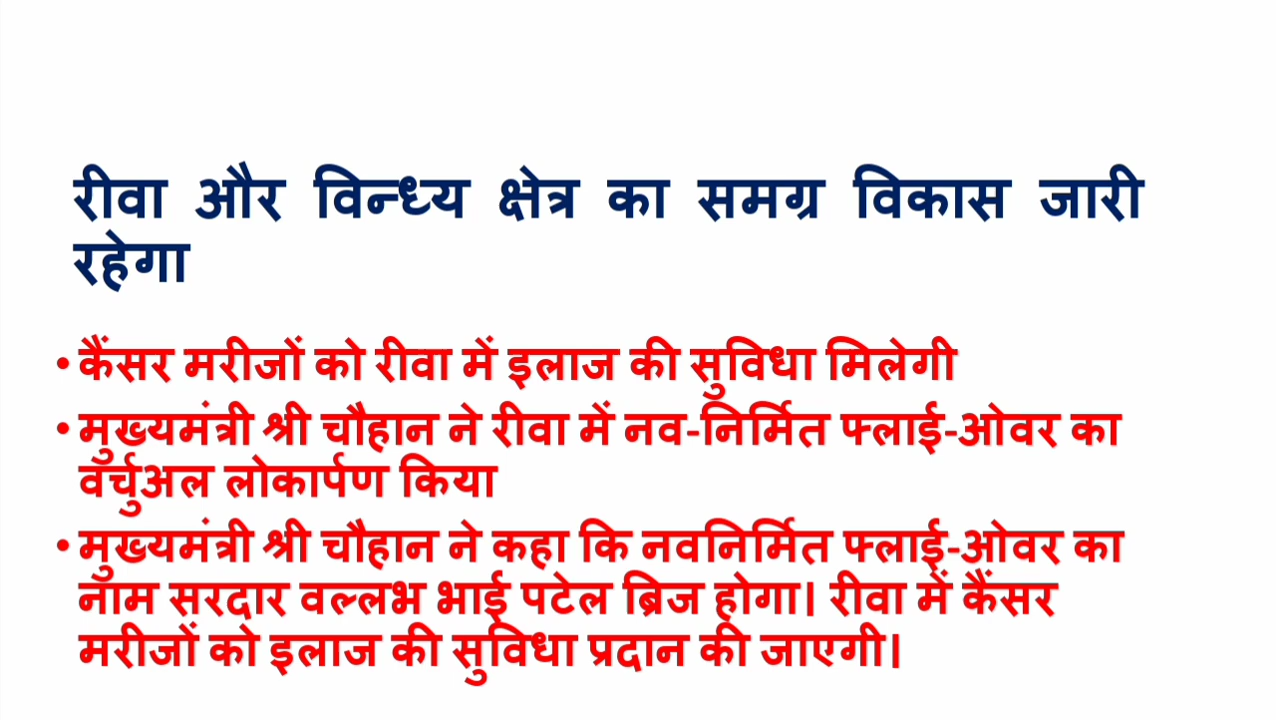 रीवा और विन्ध्य क्षेत्र का समग्र विकास जारी
रहेगा
• कैंसर मरीजों को रीवा में इलाज की सुविधा मिलेगी
• मुख्यमंत्री श्री चौहान ने रीवा में नव-निर्मित फ्लाई-ओवर का
वर्चुअल लोकार्पण किया
• मुख्यमंत्री श्री चौहान ने कहा कि नवनिर्मित फ्लाई-ओवर का
नाम सरदार वल्लभ भाई पटेल ब्रिज होगा। रीवा में कैंसर
मरीजों को इलाज की सुविधा प्रदान की जाएगी।